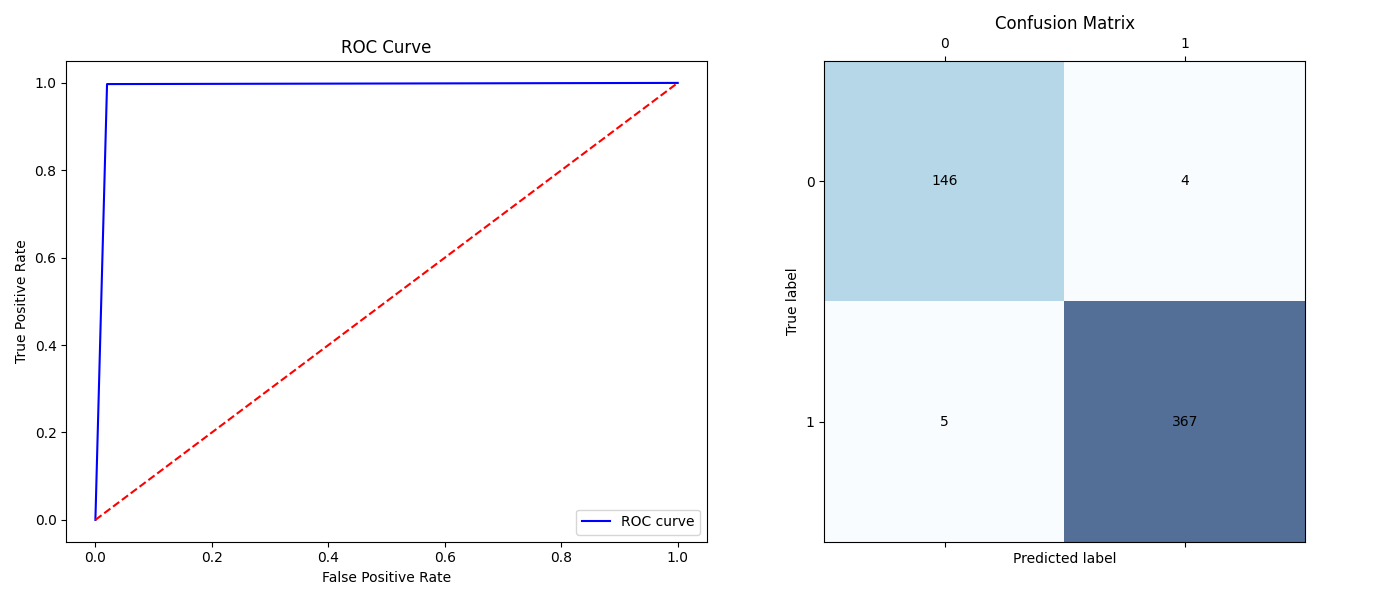 ROC Curve
1.0
0.8
0.6
0.4
0.2
0.0
True Positive Rate
0.0 0.2 0.4 0.6 0.8 1.0
False Positive Rate
ROC curve
Confusion Matrix
0 1
0
1
True label
146 4
5 367
Predicted label